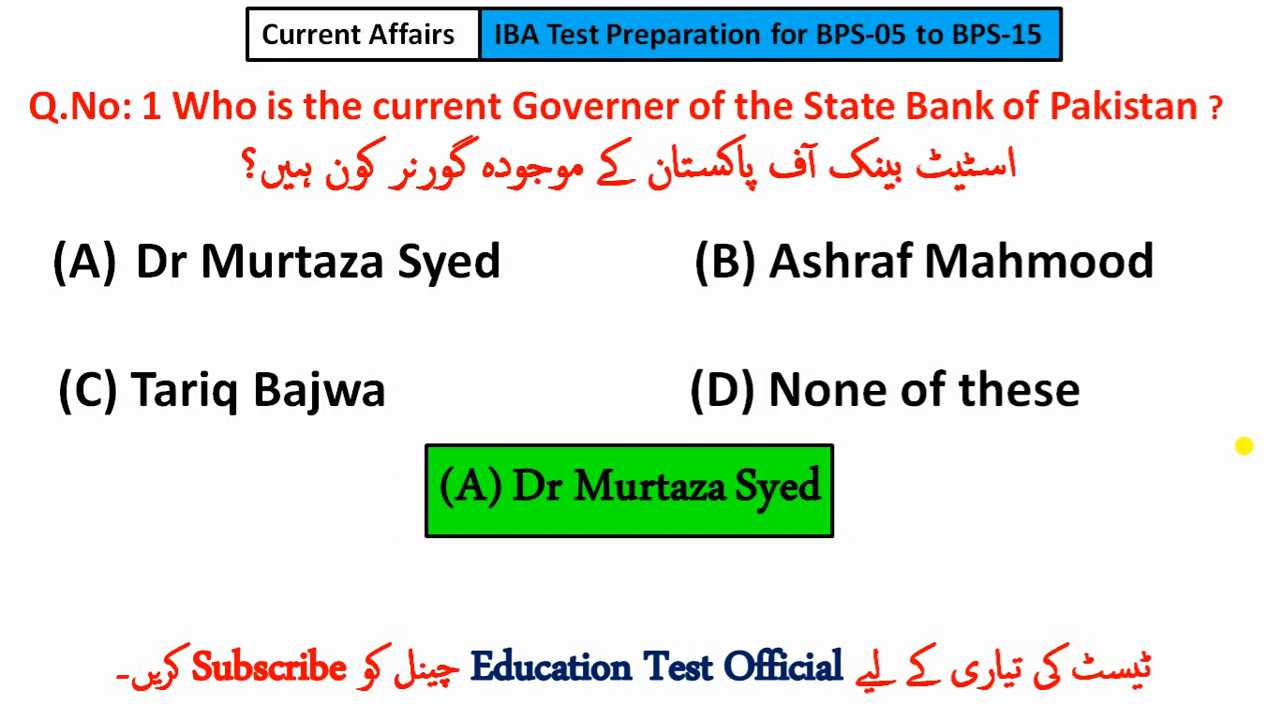 Current Affairs IBA Test Preparation for BPS-05 to BPS-15
Q.No: 1 Who is the current Governer of the State Bank of Pakistan ?
اسٹیٹ بینک آف پاکستان کے موجودہ گورنر کون ہیں؟
(A) Dr Murtaza Syed (B) Ashraf Mahmood
(C) Tariq Bajwa (D) None of these
(A) Dr Murtaza Syed
ٹیسٹ کی تیاری کے لیے Education Test Official چینل کو Subscribe کریں۔